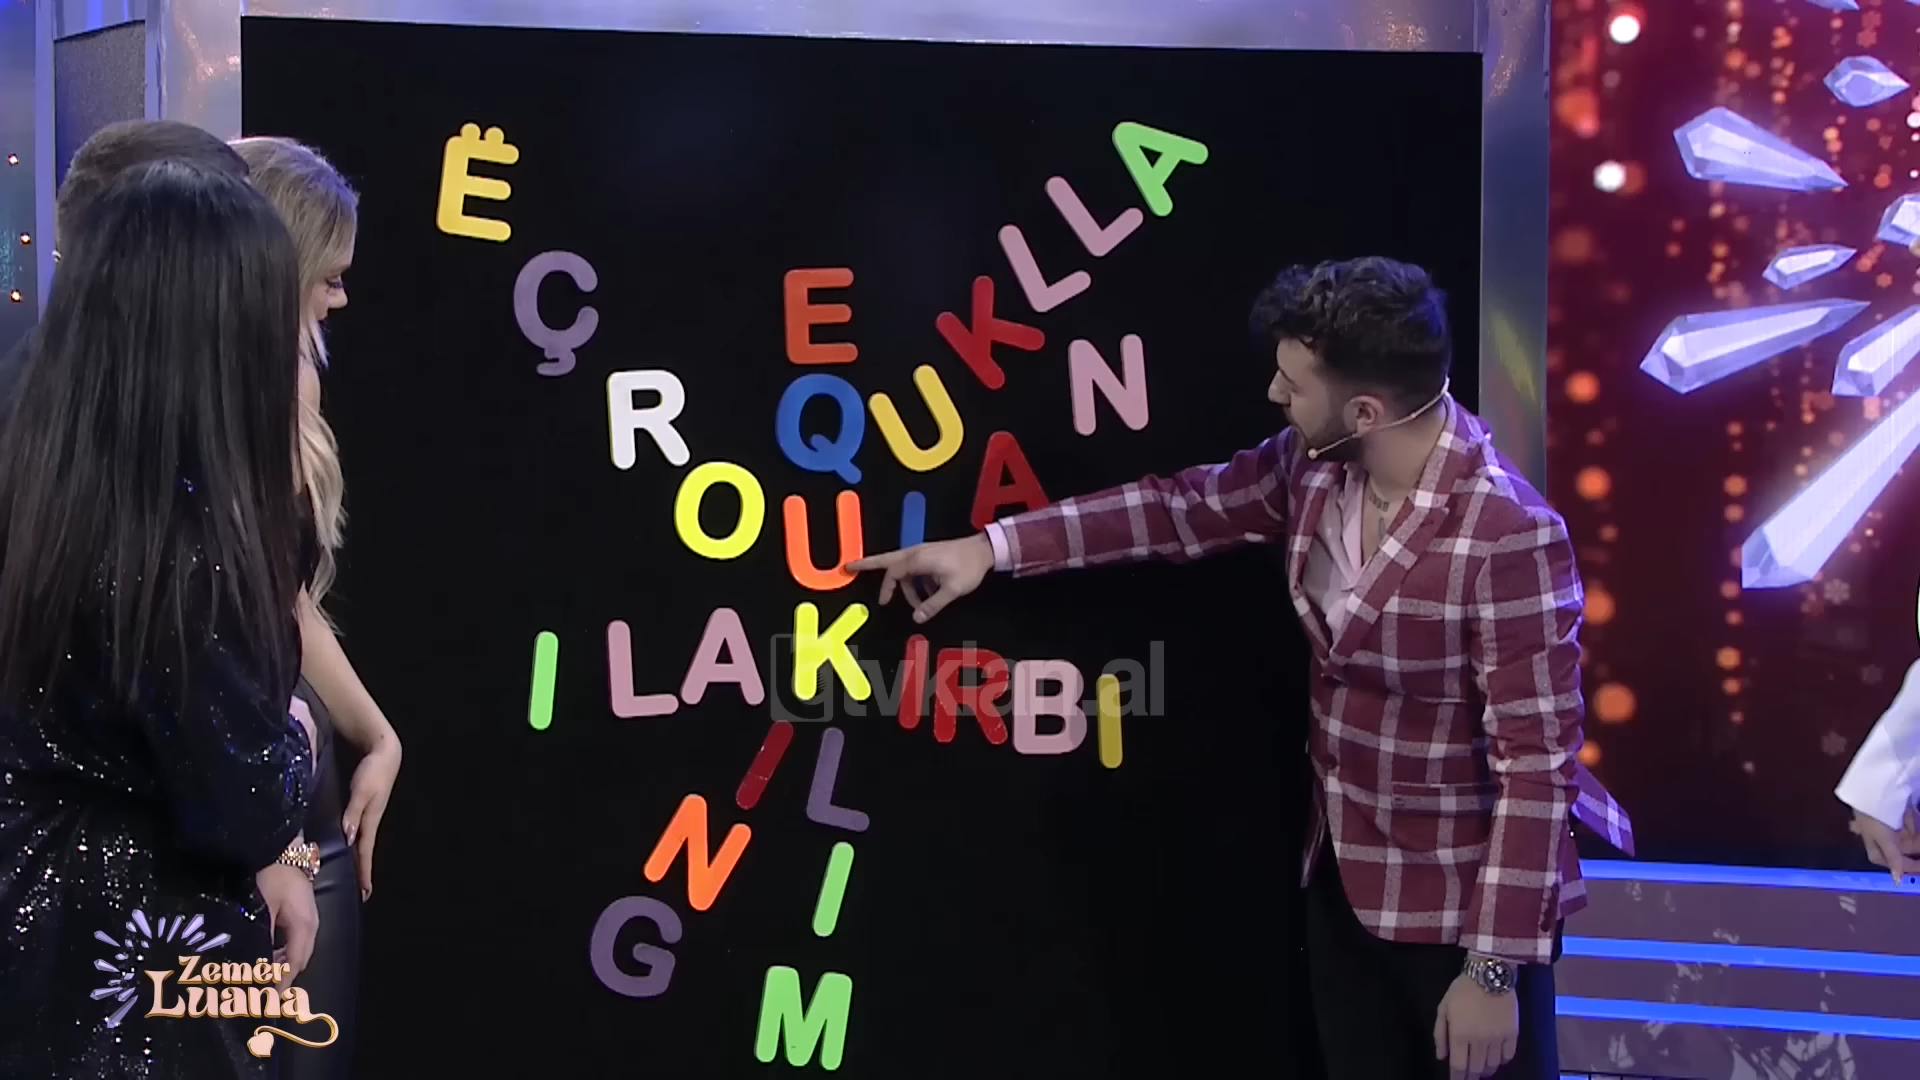 Ë
Ç
R
O
E
Q
U
K
L
I
M
U
K
L
L
A
N
A
I
I L A
I R B I
I
N
G
tvklan.al
Zemër
Luana